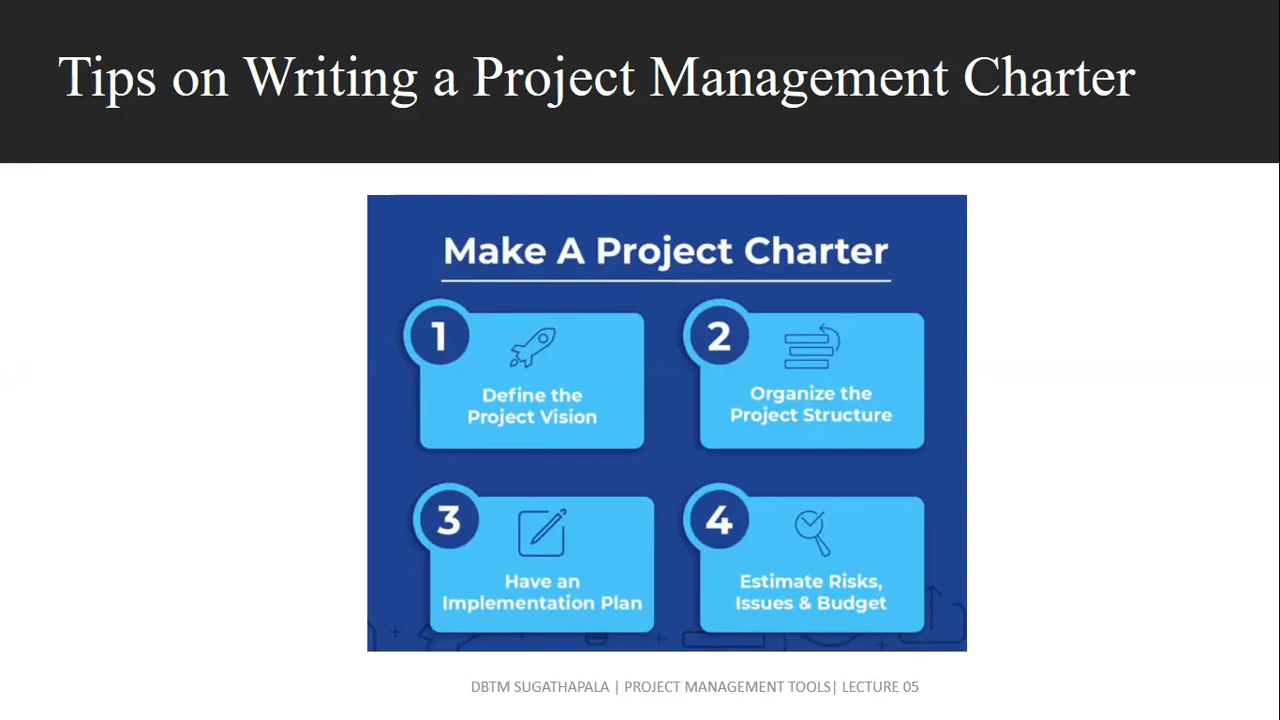 Tips on Writing a Project Management Charter
Make A Project Charter
1
Define the
Project Vision
2
Organize the
Project Structure
3
Have an
Implementation Plan
4
Estimate Risks,
Issues & Budget
DBTM SUGATHAPALA | PROJECT MANAGEMENT TOOLS| LECTURE 05